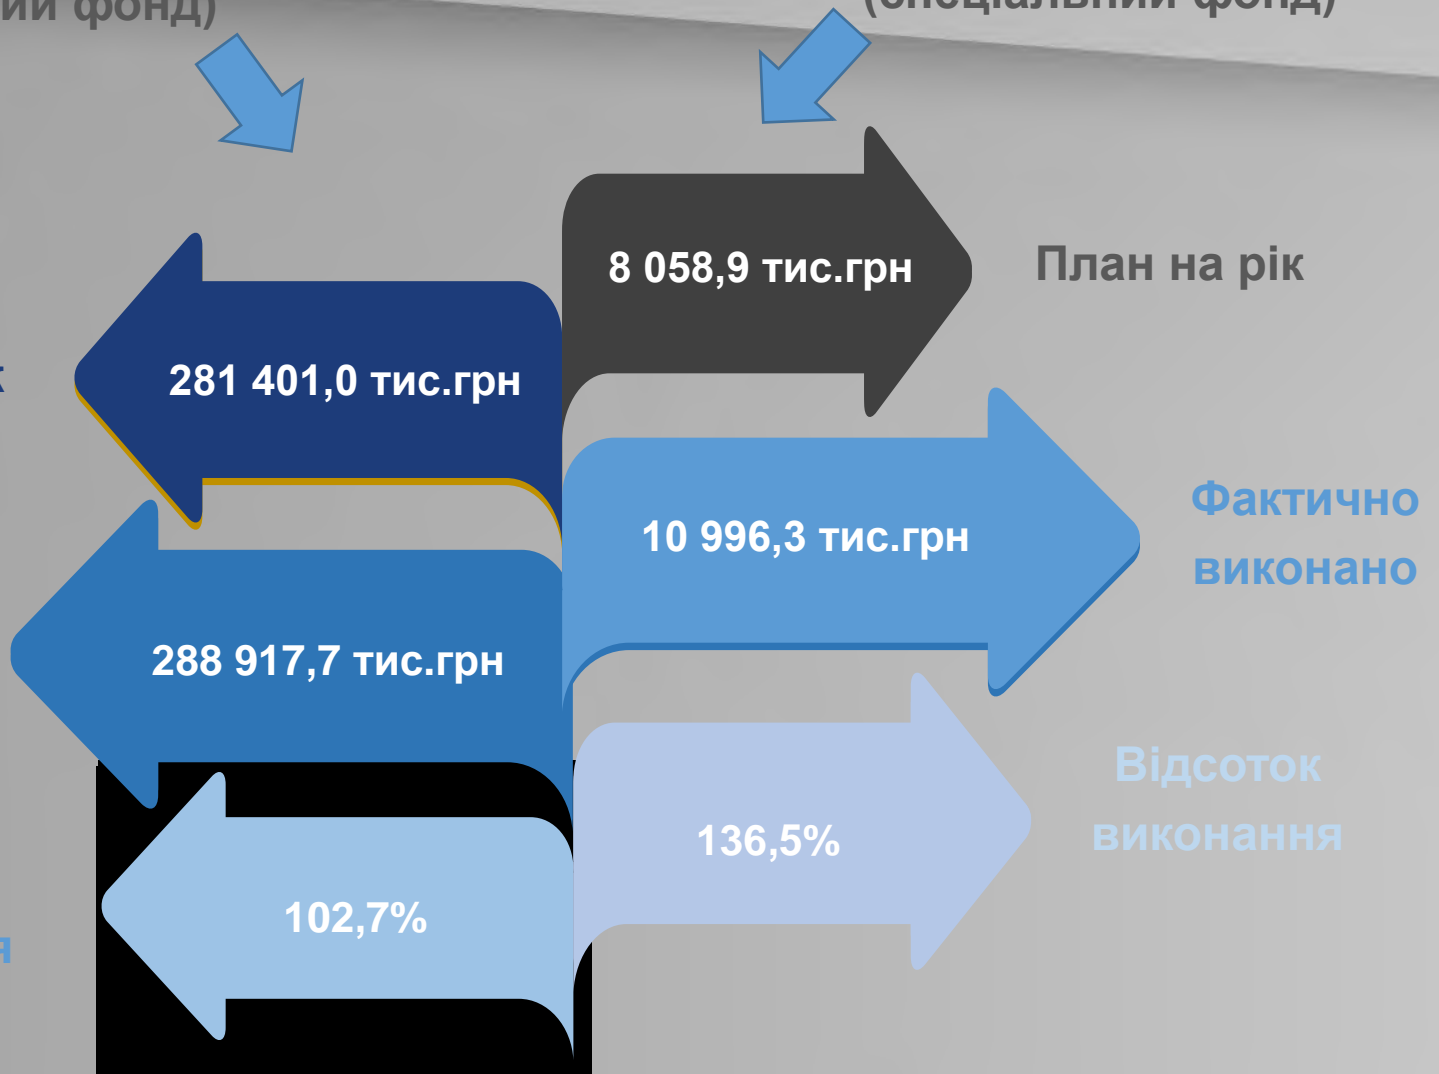 фонд)
(спеціальний фонд)
8 058,9 тис.грн
План на рік
281 401,0 тис.грн
10 996,3 тис.грн
Фактично
виконано
288 917,7 тис.грн
136,5%
Відсоток
виконання
102,7%